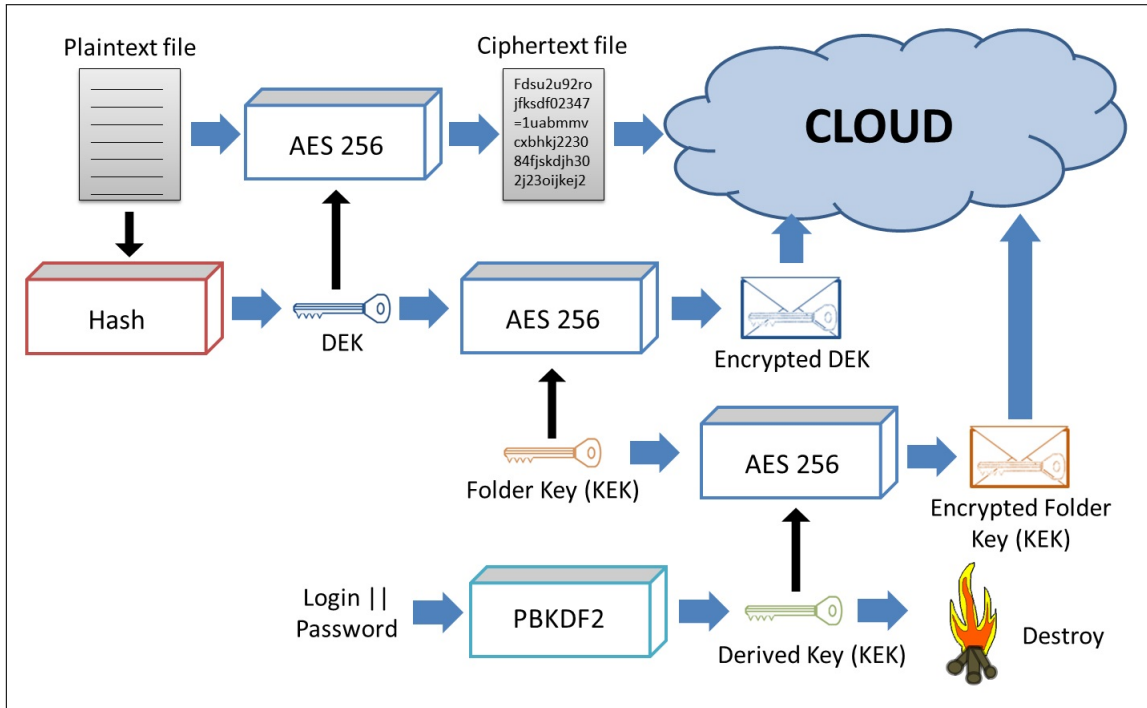 Plaintext file
Ciphertext file
Fdsu2u92ro
jfksdf02347
=1uabmmv
cxbhkj2230
84fjskdjh30
2j23oijkej2
AES 256
CLOUD
Hash
DEK
AES 256
Encrypted DEK
Folder Key (KEK)
AES 256
Encrypted Folder
Key (KEK)
Login ||
Password
PBKDF2
Derived Key (KEK)
Destroy